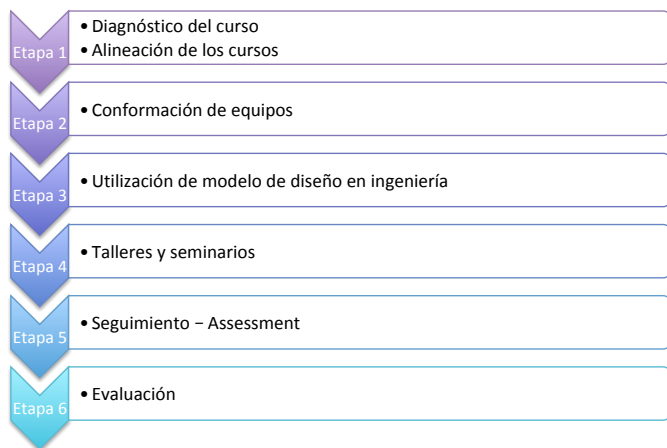 Etapa 1
• Diagnóstico del curso
• Alineación de los cursos
Etapa 2
• Conformación de equipos
Etapa 3
• Utilización de modelo de diseño en ingeniería
Etapa 4
• Talleres y seminarios
Etapa 5
• Seguimiento – Assessment
Etapa 6
• Evaluación